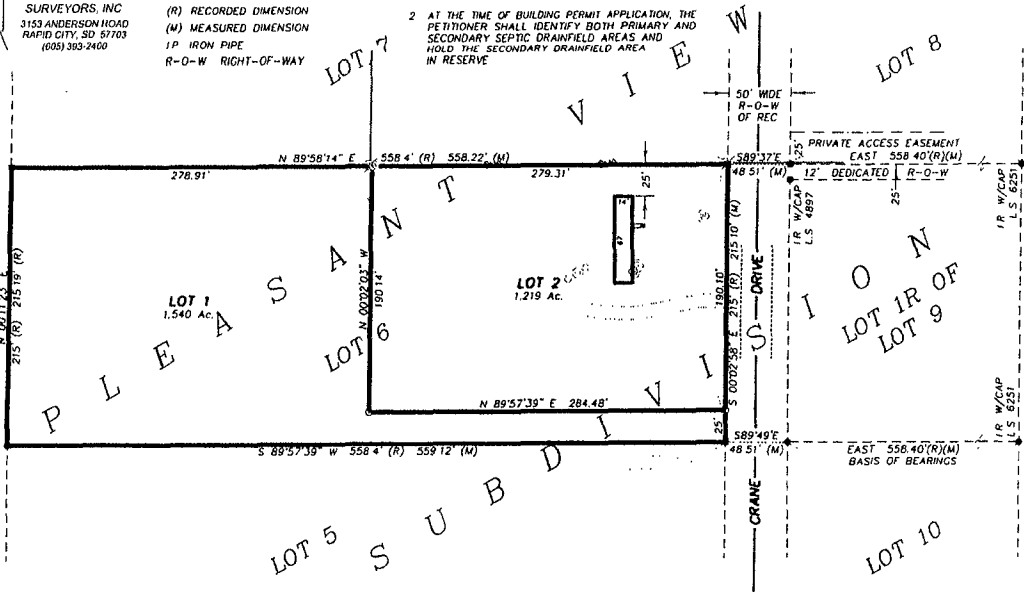 SURVEYORS, INC
3153 ANDERSON ROAD
RAPID CITY, SD 57703
(605) 393-2400
(R) RECORDED DIMENSION
(M) MEASURED DIMENSION
IP IRON PIPE
R-O-W RIGHT-OF-WAY
2 AT THE TIME OF BUILDING PERMIT APPLICATION, THE
PETITIONER SHALL IDENTIFY BOTH PRIMARY AND
SECONDARY SEPTIC DRAINFIELD AREAS AND
HOLD THE SECONDARY DRAINFIELD AREA
IN RESERVE
LOT 7
LOT 8
PLEASANT VIEW
50' WIDE
R-O-W
OF REC
N 89°58'14" E 558 4' (R) 558.22' (M)
278.91'
279.31'
25'
S89°37'E
48 51' (M)
25'
PRIVATE ACCESS EASEMENT
EAST 558 40'(R)(M)
12' DEDICATED R-O-W
25'
IR W/CAP
LS 4897
IR W/CAP
LS 6251
215' (R) 215 19' (R)
LOT 1
1.540 Ac.
N 00°02'03" W
190 14'
LOT 6
14'
67
LOT 2
1.219 Ac.
190.10'
S 00°02'58" E 215' (R) 215 10' (M)
CRANE DRIVE
SUBDIVISION
LOT 1R OF
LOT 9
N 89°57'39" E 284.48'
25'
S 89°57'39" W 558 4' (R) 559 12' (M)
S89°49'E
48 51' (M)
EAST 558.40'(R)(M)
BASIS OF BEARINGS
IR W/CAP
LS 6251
LOT 5
LOT 10